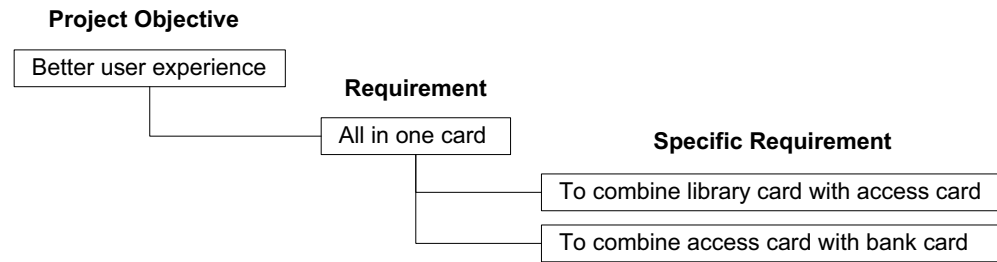 Project Objective
Better user experience
Requirement
All in one card
Specific Requirement
To combine library card with access card
To combine access card with bank card